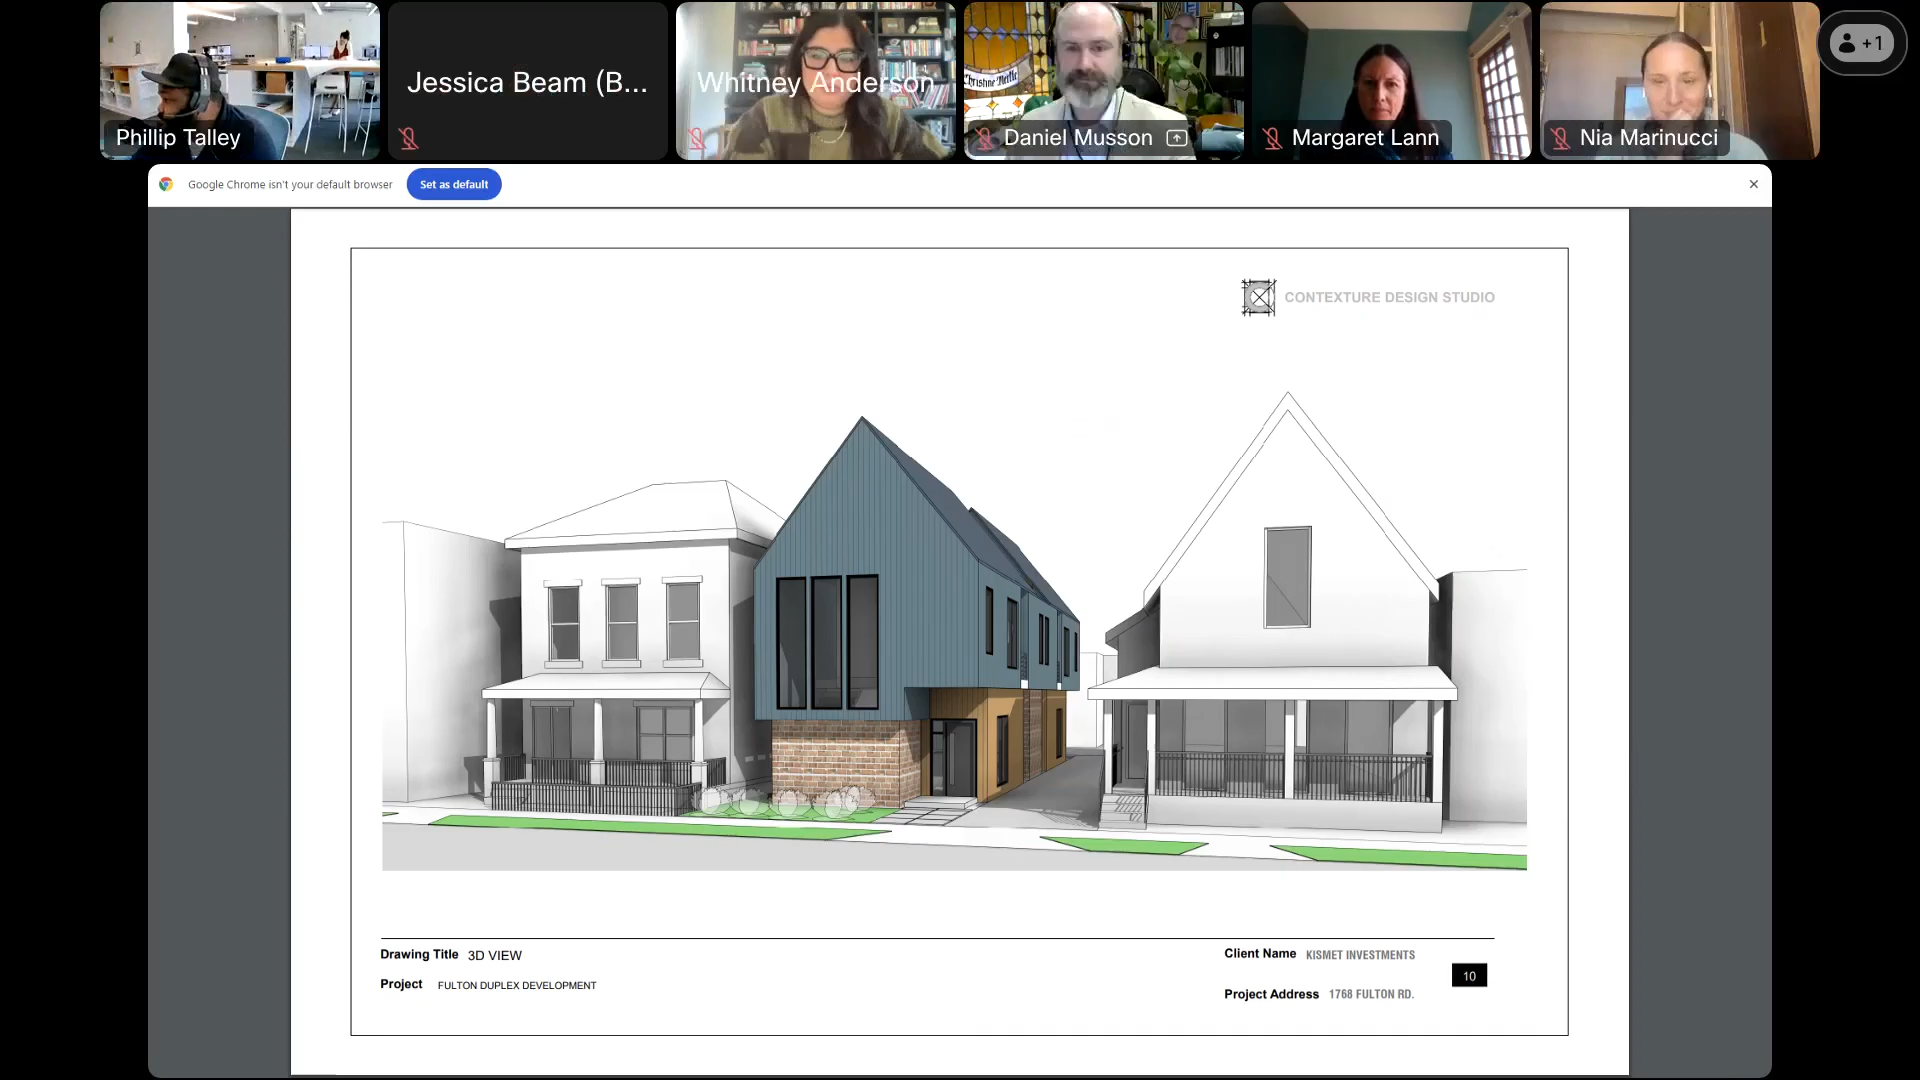 Phillip Talley
Jessica Beam (B...
Whitney Anderson
Christine Mottl
Daniel Musson
Margaret Lann
Nia Marinucci
+1
Google Chrome isn't your default browser
Set as default
CONTEXTURE DESIGN STUDIO
Drawing Title 3D VIEW
Project FULTON DUPLEX DEVELOPMENT
Client Name KISMET INVESTMENTS
Project Address 1768 FULTON RD.
10